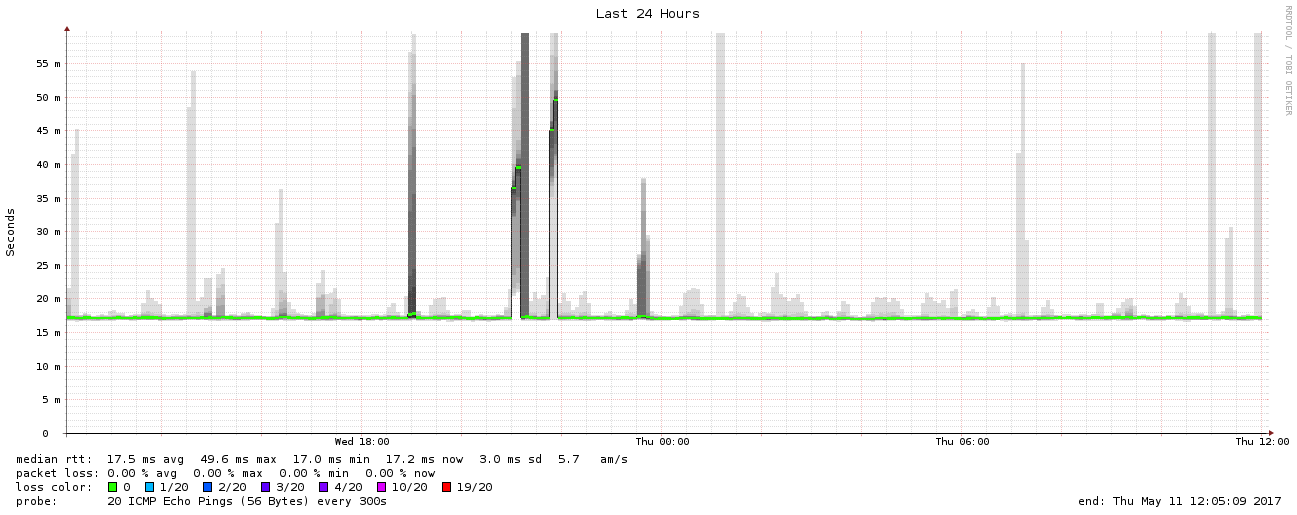 Last 24 Hours
RRDTOOL / TOBI OETIKER
Seconds
55 m
50 m
45 m
40 m
35 m
30 m
25 m
20 m
15 m
10 m
5 m
0
Wed 18:00 Thu 00:00 Thu 06:00 Thu 12:00
median rtt: 17.5 ms avg 49.6 ms max 17.0 ms min 17.2 ms now 3.0 ms sd 5.7 am/s
packet loss: 0.00 % avg 0.00 % max 0.00 % min 0.00 % now
loss color: 0 1/20 2/20 3/20 4/20 10/20 19/20
probe: 20 ICMP Echo Pings (56 Bytes) every 300s end: Thu May 11 12:05:09 2017